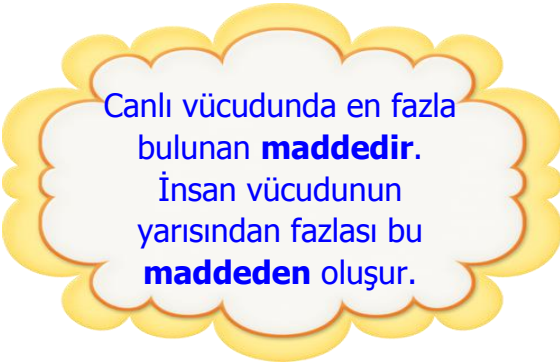 Canlı vücudunda en fazla
bulunan maddedir.
İnsan vücudunun
yarısından fazlası bu
maddeden oluşur.